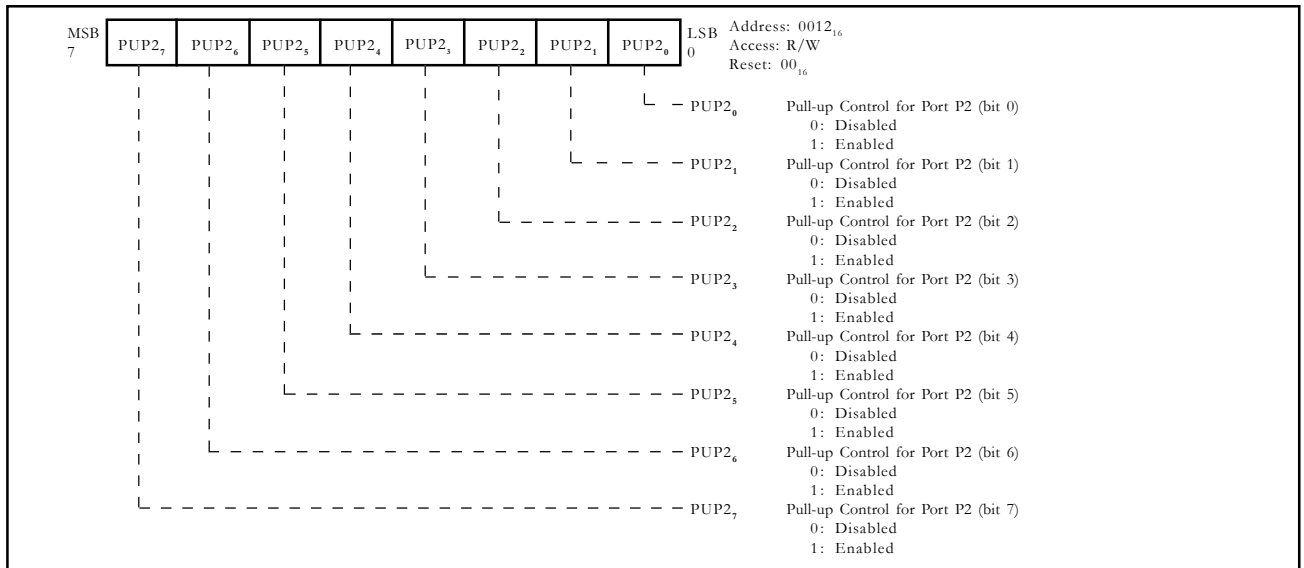 MSB PUP2₇ PUP2₆ PUP2₅ PUP2₄ PUP2₃ PUP2₂ PUP2₁ PUP2₀ LSB
7 0
Address: 0012₁₆
Access: R/W
Reset: 00₁₆
PUP2₀ Pull-up Control for Port P2 (bit 0)
0: Disabled
1: Enabled
PUP2₁ Pull-up Control for Port P2 (bit 1)
0: Disabled
1: Enabled
PUP2₂ Pull-up Control for Port P2 (bit 2)
0: Disabled
1: Enabled
PUP2₃ Pull-up Control for Port P2 (bit 3)
0: Disabled
1: Enabled
PUP2₄ Pull-up Control for Port P2 (bit 4)
0: Disabled
1: Enabled
PUP2₅ Pull-up Control for Port P2 (bit 5)
0: Disabled
1: Enabled
PUP2₆ Pull-up Control for Port P2 (bit 6)
0: Disabled
1: Enabled
PUP2₇ Pull-up Control for Port P2 (bit 7)
0: Disabled
1: Enabled